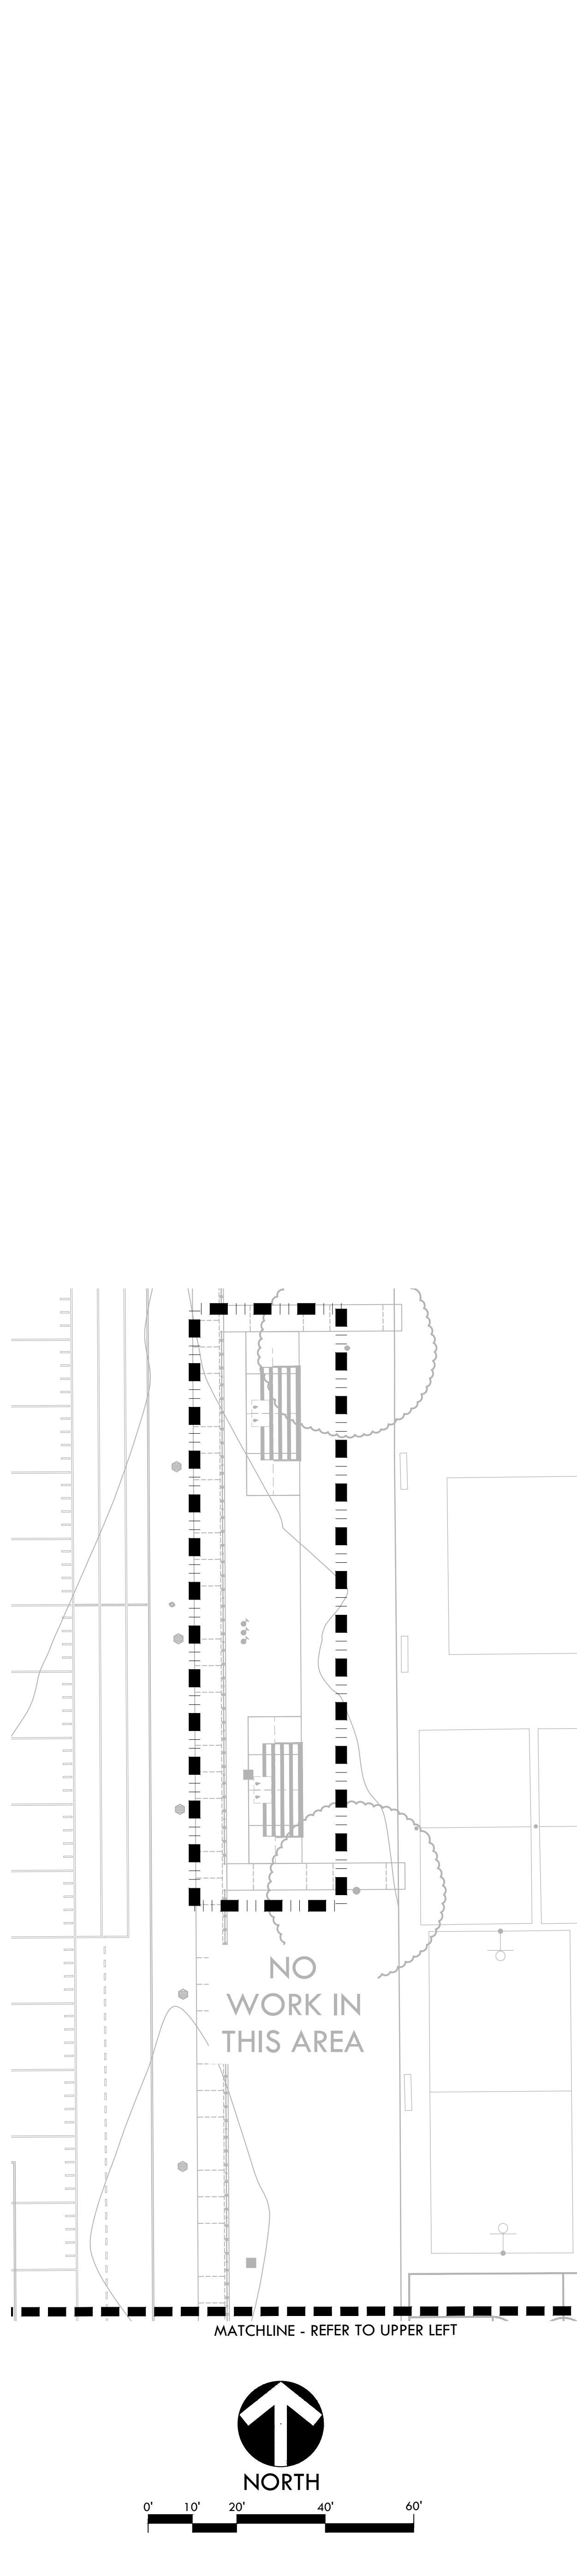 NO
WORK IN
THIS AREA
MATCHLINE - REFER TO UPPER LEFT
NORTH
0' 10' 20' 40' 60'